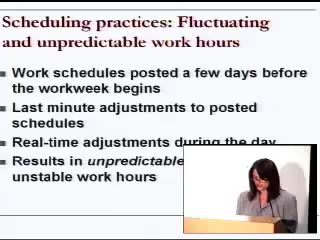 Scheduling practices: Fluctuating
and unpredictable work hours
Work schedules posted a few days before
the workweek begins
Last minute adjustments to posted
schedules
Real-time adjustments during the day
Results in unpredictable
unstable work hours